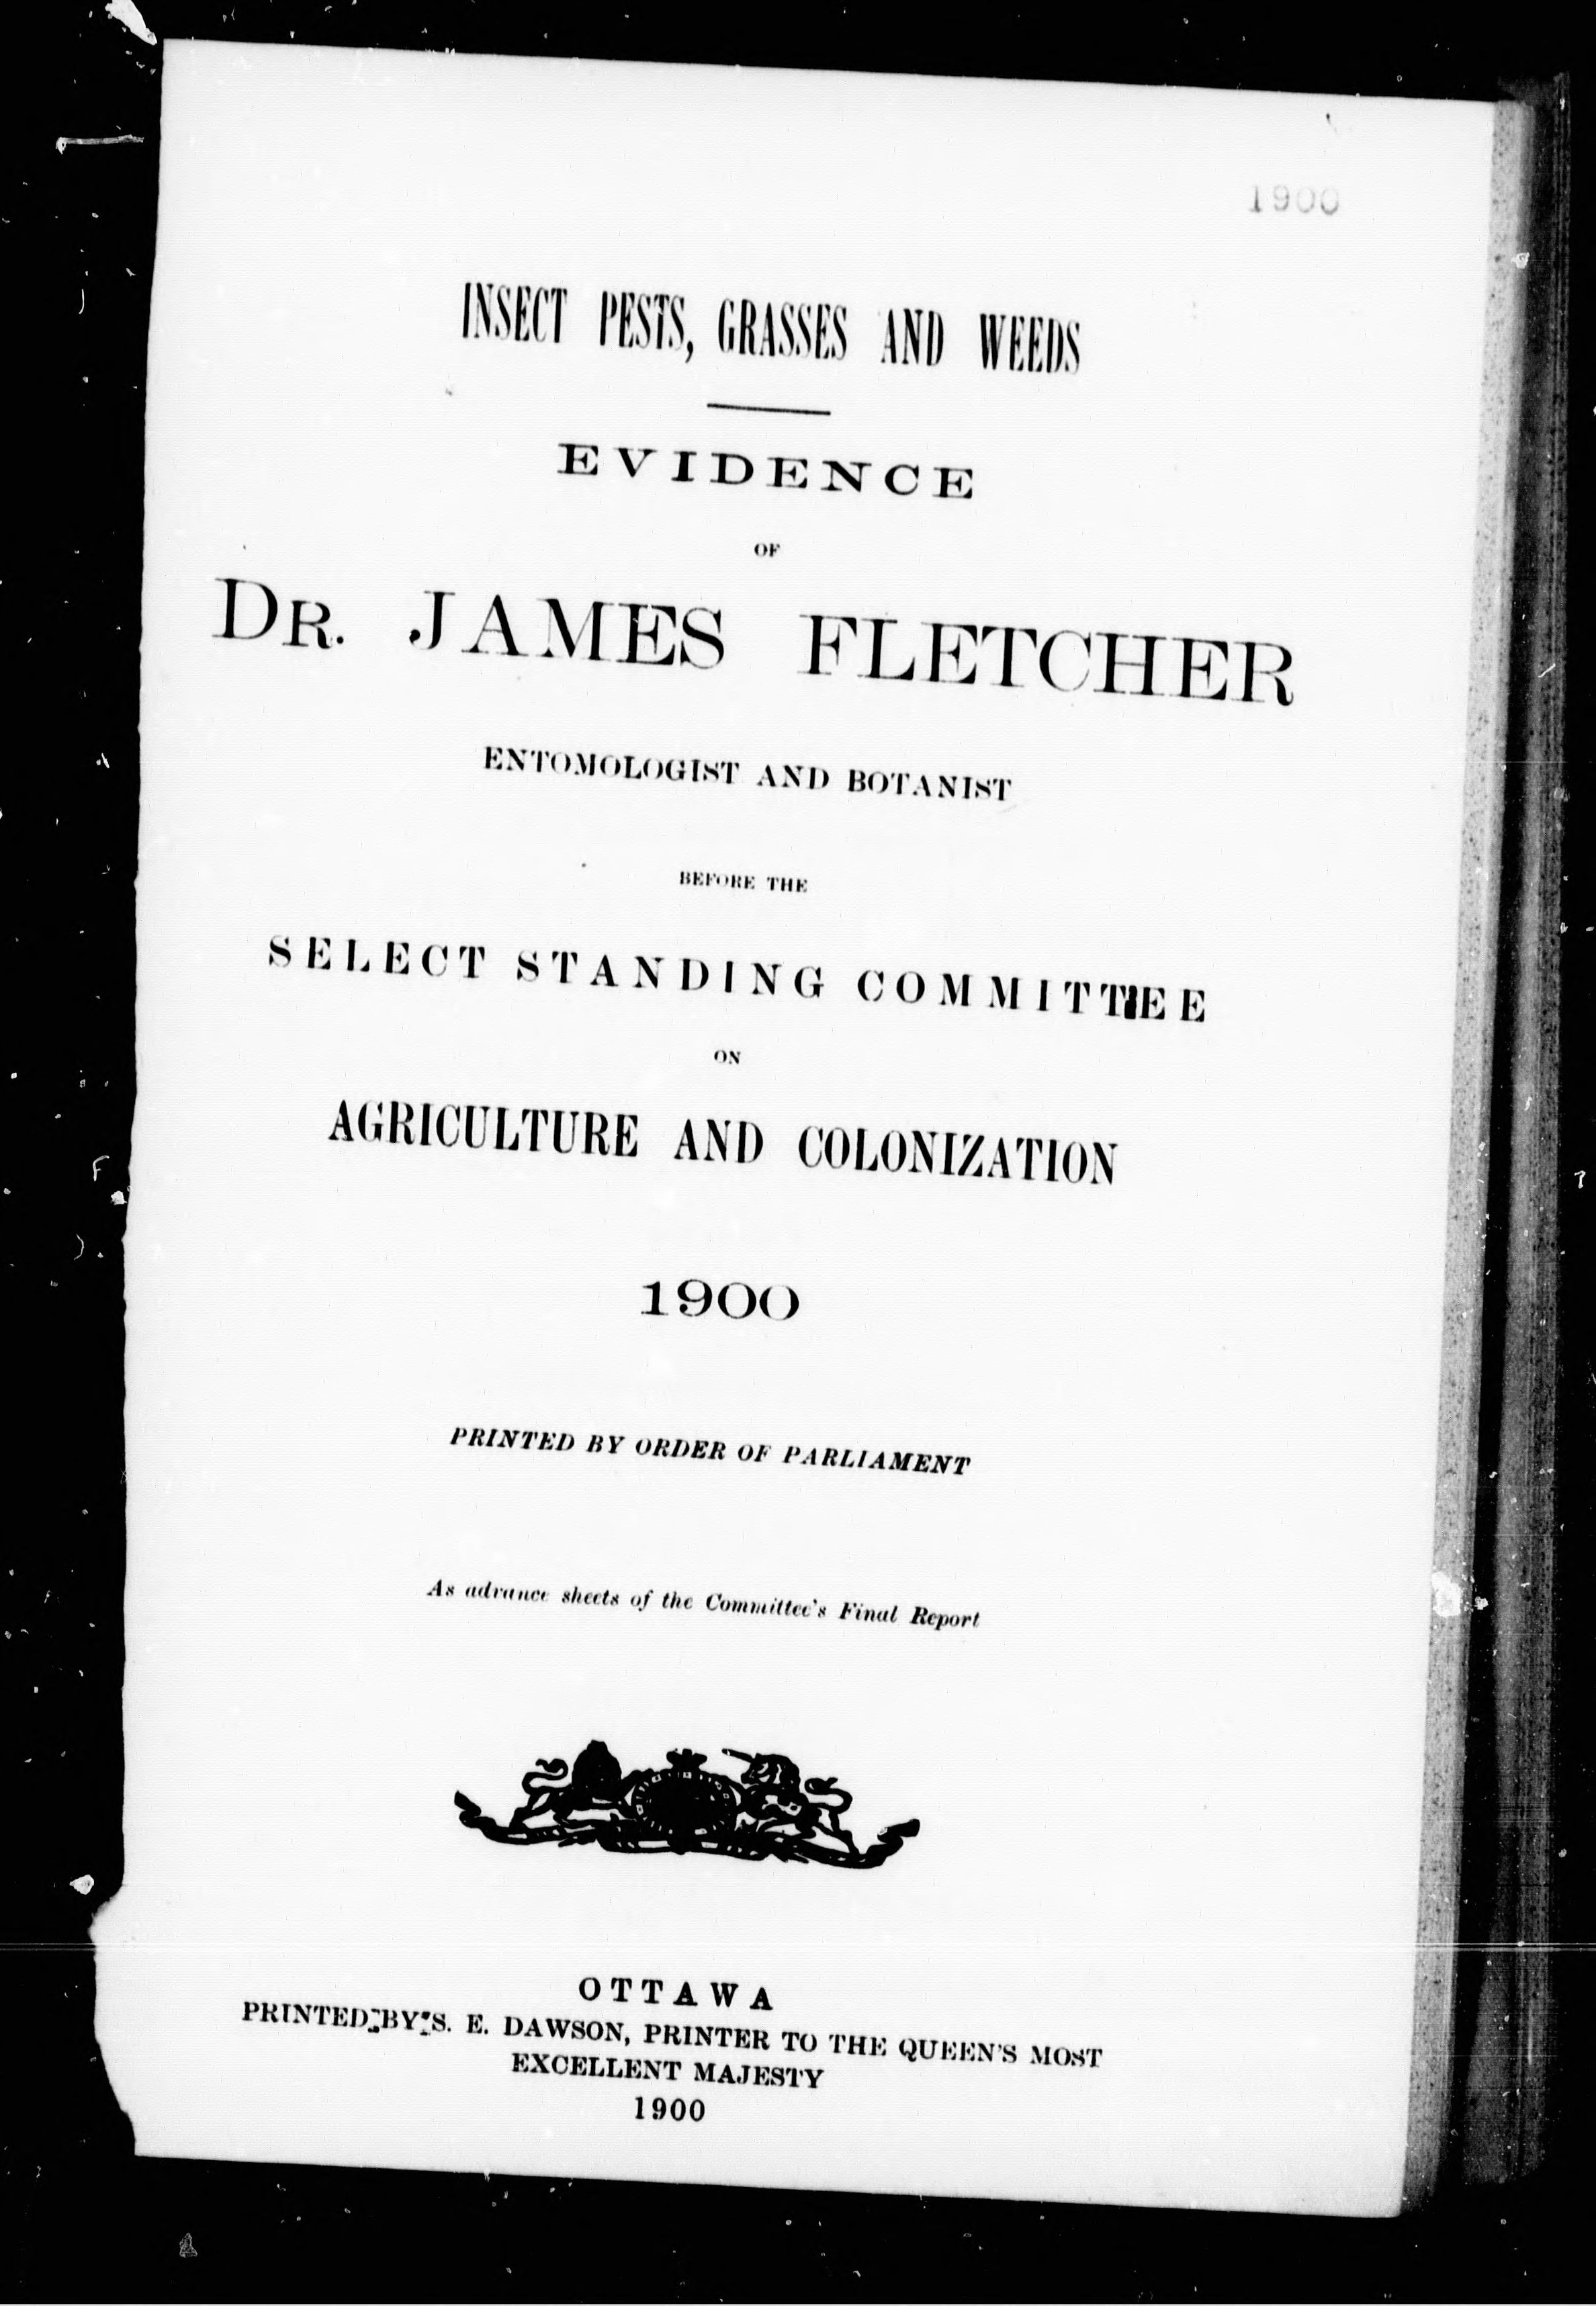 1900
INSECT PESTS, GRASSES AND WEEDS
EVIDENCE
OF
DR. JAMES FLETCHER
ENTOMOLOGIST AND BOTANIST
BEFORE THE
SELECT STANDING COMMITTEE
ON
AGRICULTURE AND COLONIZATION
1900
PRINTED BY ORDER OF PARLIAMENT
As advance sheets of the Committee's Final Report
OTTAWA
PRINTED BY S. E. DAWSON, PRINTER TO THE QUEEN'S MOST
EXCELLENT MAJESTY
1900